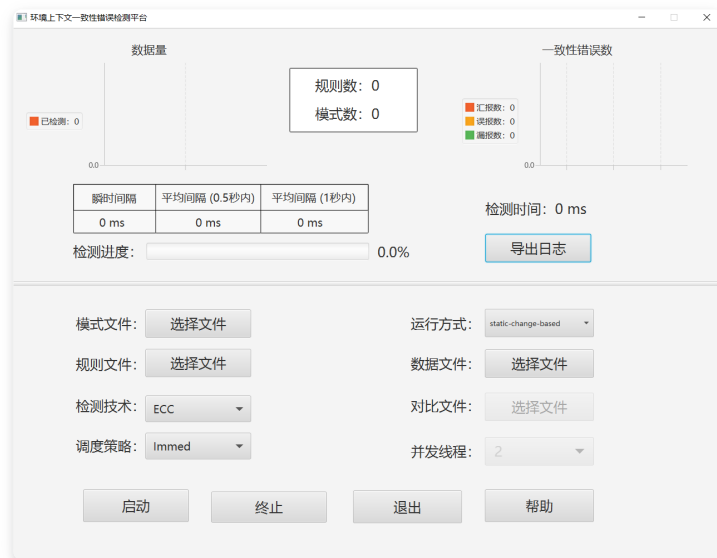 环境上下文一致性错误检测平台
数据量
一致性错误数
规则数：0
模式数：0
已检测：0
汇报数：0
误报数：0
漏报数：0
0.0
0.0
瞬时间隔 平均间隔 (0.5秒内) 平均间隔 (1秒内)
0 ms 0 ms 0 ms
检测时间：0 ms
检测进度： 0.0%
导出日志
模式文件： 选择文件 运行方式： static-change-based
规则文件： 选择文件 数据文件： 选择文件
检测技术： ECC 对比文件： 选择文件
调度策略： Immed 并发线程： 2
启动 终止 退出 帮助